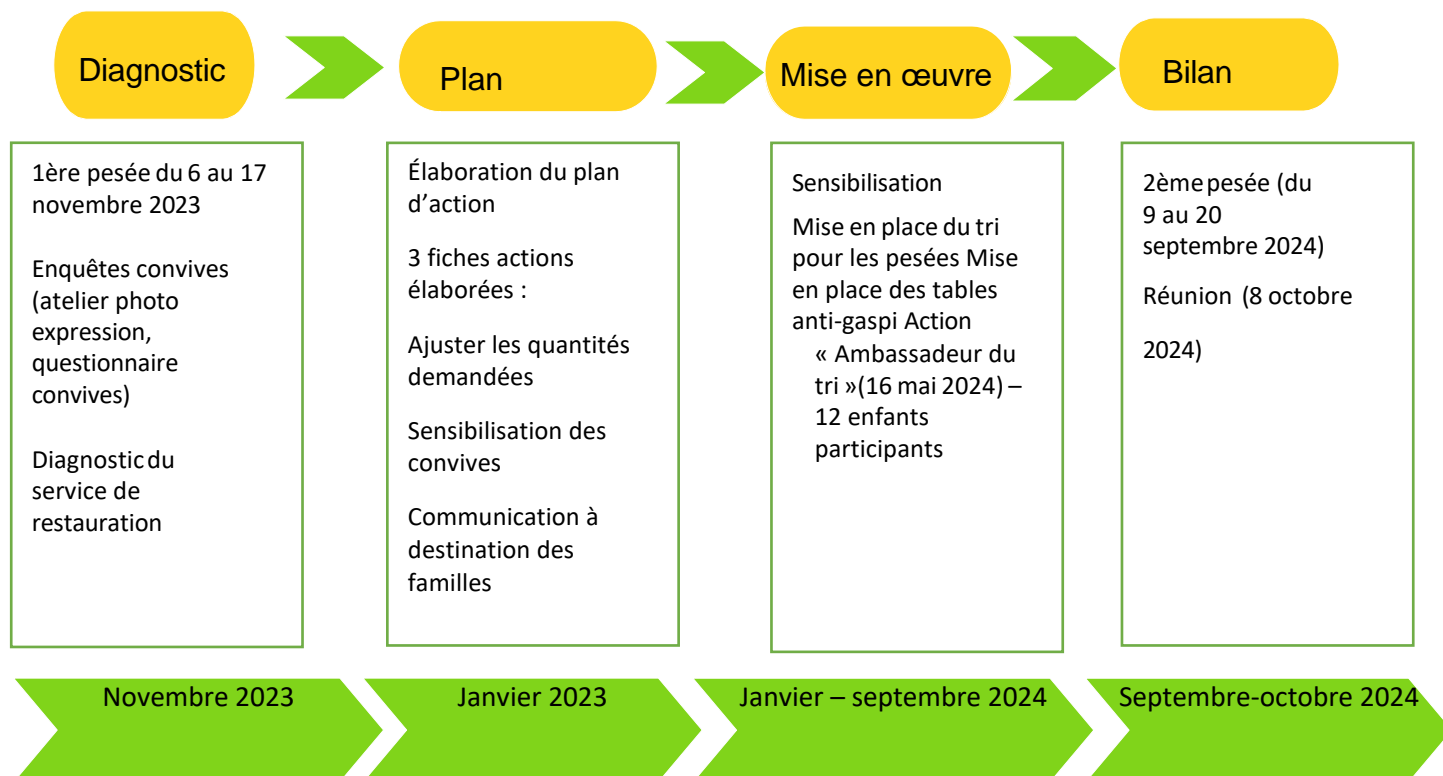 Diagnostic
Plan
Mise en œuvre
Bilan
1ère pesée du 6 au 17
novembre 2023
Enquêtes convives
(atelier photo
expression,
questionnaire
convives)
Diagnostic du
service de
restauration
Élaboration du plan
d’action
3 fiches actions
élaborées :
Ajuster les quantités
demandées
Sensibilisation des
convives
Communication à
destination des
familles
Sensibilisation
Mise en place du tri
pour les pesées Mise
en place des tables
anti-gaspi Action
« Ambassadeur du
tri »(16 mai 2024) –
12 enfants
participants
2ème pesée (du
9 au 20
septembre 2024)
Réunion (8 octobre
2024)
Novembre 2023
Janvier 2023
Janvier – septembre 2024
Septembre-octobre 2024